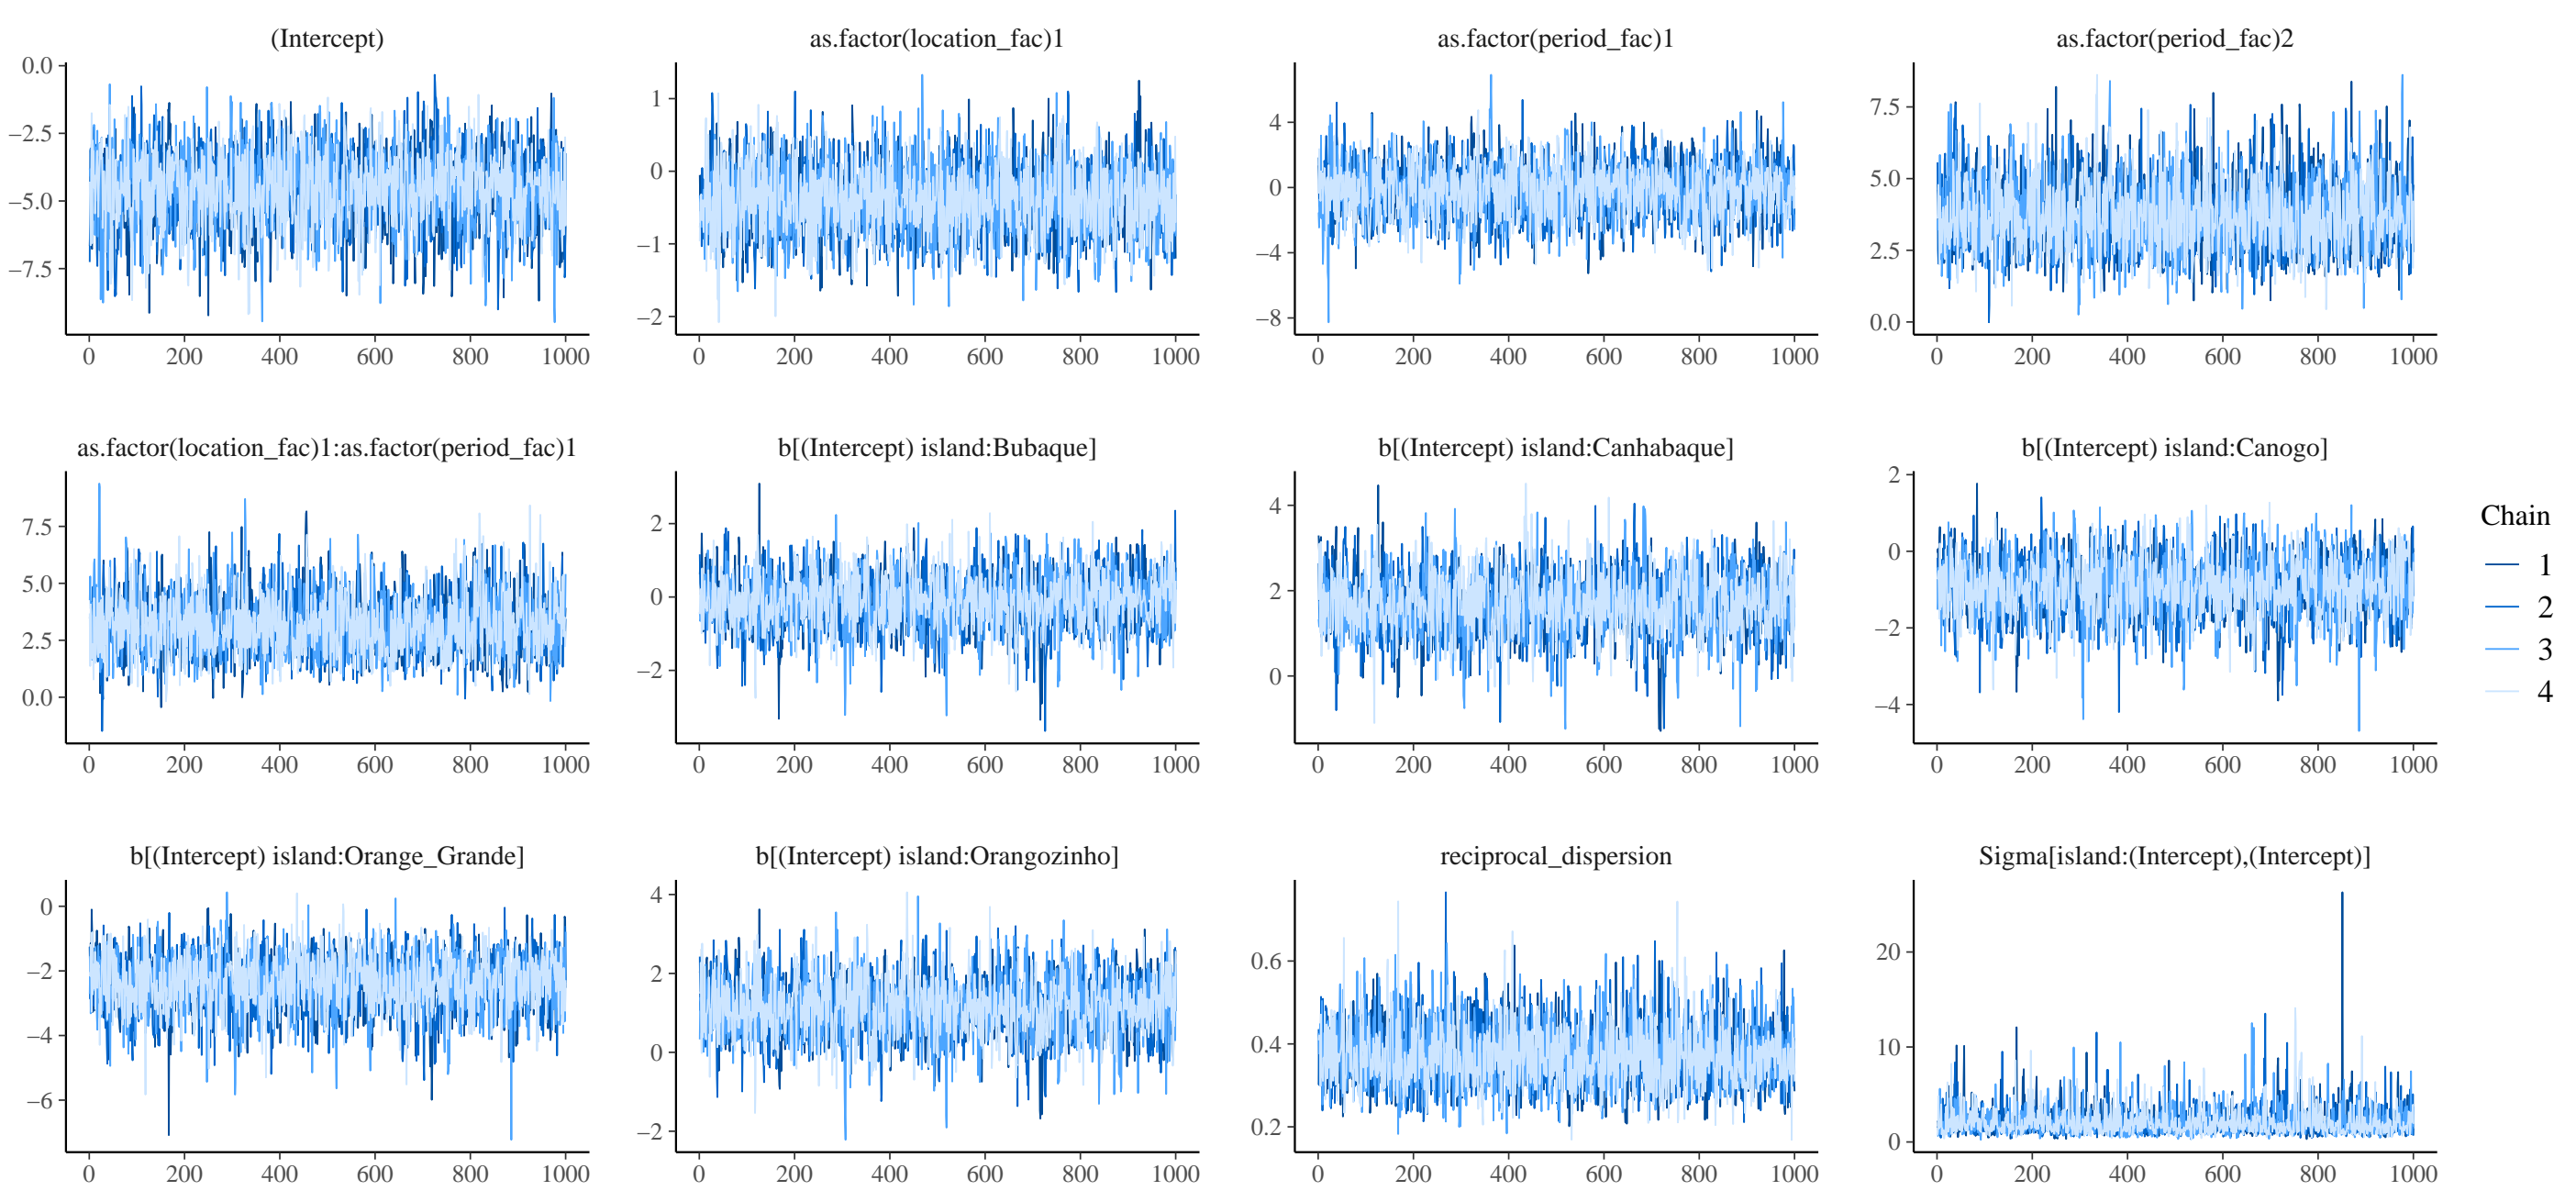 (Intercept)
as.factor(location_fac)1
as.factor(period_fac)1
as.factor(period_fac)2
0.0
−2.5
−5.0
−7.5
0 200 400 600 800 1000
1
0
−1
−2
0 200 400 600 800 1000
4
0
−4
−8
0 200 400 600 800 1000
7.5
5.0
2.5
0.0
0 200 400 600 800 1000
as.factor(location_fac)1:as.factor(period_fac)1
b[(Intercept) island:Bubaque]
b[(Intercept) island:Canhabaque]
b[(Intercept) island:Canogo]
7.5
5.0
2.5
0.0
0 200 400 600 800 1000
2
0
−2
0 200 400 600 800 1000
4
2
0
0 200 400 600 800 1000
2
0
−2
−4
0 200 400 600 800 1000
Chain
1
2
3
4
b[(Intercept) island:Orange_Grande]
b[(Intercept) island:Orangozinho]
reciprocal_dispersion
Sigma[island:(Intercept),(Intercept)]
0
−2
−4
−6
0 200 400 600 800 1000
4
2
0
−2
0 200 400 600 800 1000
0.6
0.4
0.2
0 200 400 600 800 1000
20
10
0
0 200 400 600 800 1000